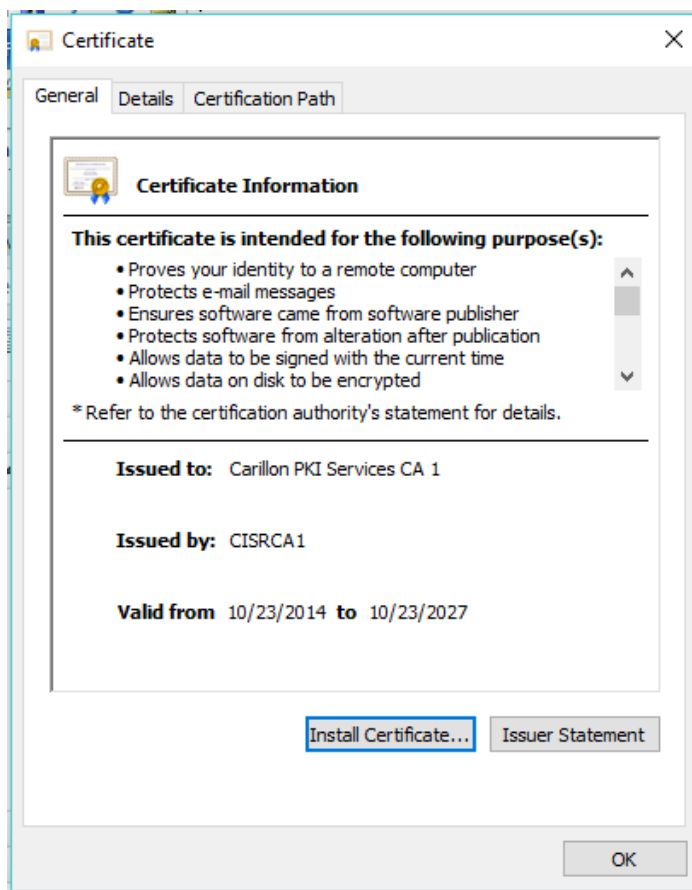 Certificate
General Details Certification Path
Certificate Information
This certificate is intended for the following purpose(s):
• Proves your identity to a remote computer
• Protects e-mail messages
• Ensures software came from software publisher
• Protects software from alteration after publication
• Allows data to be signed with the current time
• Allows data on disk to be encrypted
* Refer to the certification authority's statement for details.
Issued to: Carillon PKI Services CA 1
Issued by: CISRCA1
Valid from 10/23/2014 to 10/23/2027
Install Certificate... Issuer Statement
OK